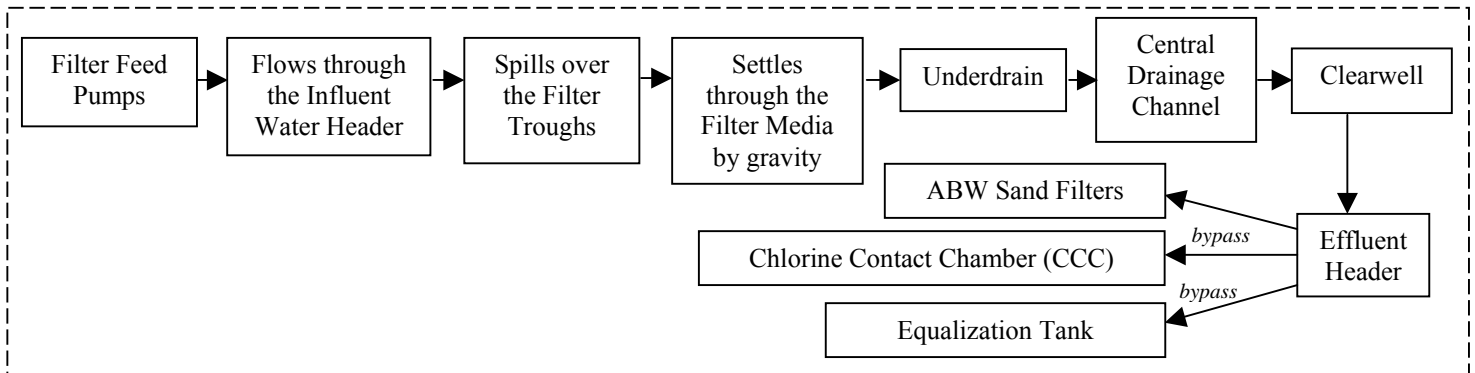 Filter Feed
Pumps
Flows through
the Influent
Water Header
Spills over
the Filter
Troughs
Settles
through the
Filter Media
by gravity
Underdrain
Central
Drainage
Channel
Clearwell
ABW Sand Filters
bypass
Chlorine Contact Chamber (CCC)
Effluent
Header
bypass
Equalization Tank